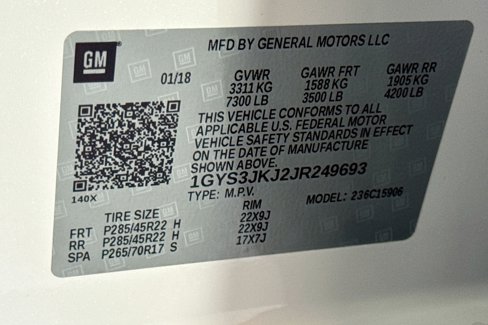 GM
MFD BY GENERAL MOTORS LLC
01/18 GVWR GAWR FRT GAWR RR
3311 KG 1588 KG 1905 KG
7300 LB 3500 LB 4200 LB
THIS VEHICLE CONFORMS TO ALL
APPLICABLE U.S. FEDERAL MOTOR
VEHICLE SAFETY STANDARDS IN EFFECT
ON THE DATE OF MANUFACTURE
SHOWN ABOVE.
1GYS3JKJ2JR249693
140X TYPE: M.P.V. MODEL: 236C15906
TIRE SIZE RIM
FRT P285/45R22 H 22X9J
RR P285/45R22 H 22X9J
SPA P265/70R17 S 17X7J